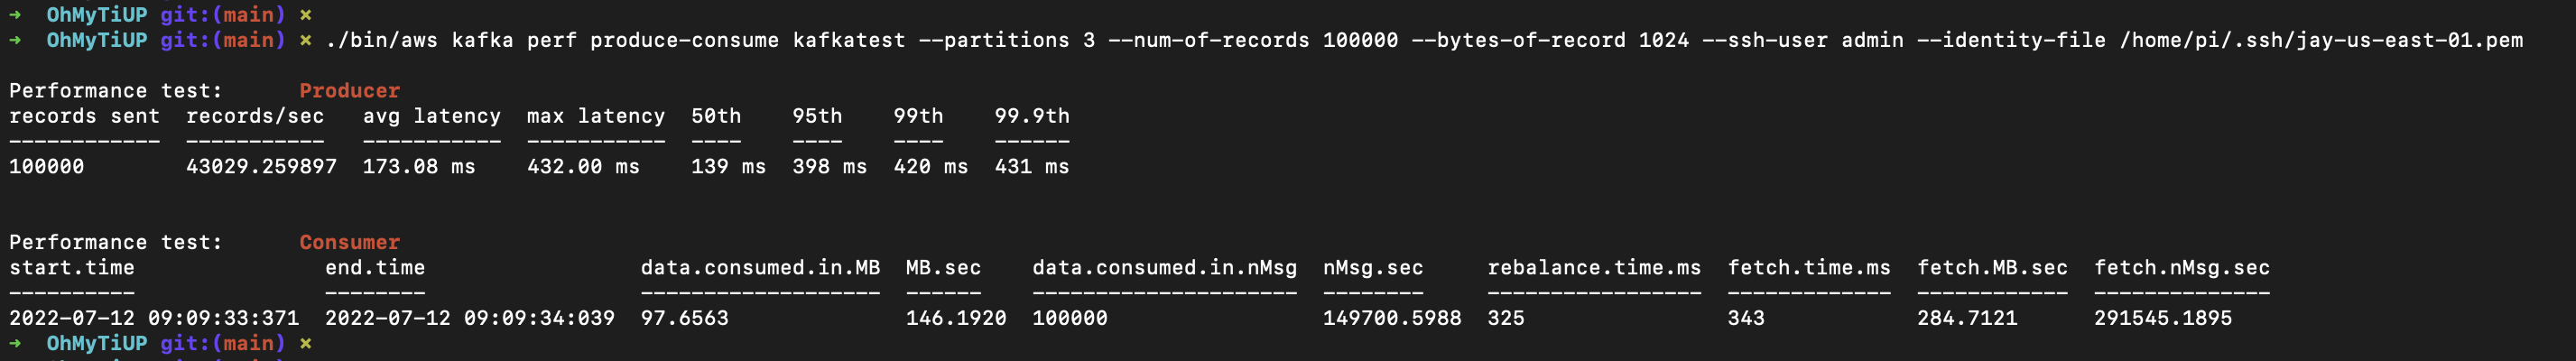 ➜  OhMyTiUP git:(main) ×
➜  OhMyTiUP git:(main) × ./bin/aws kafka perf produce-consume kafkatest --partitions 3 --num-of-records 100000 --bytes-of-record 1024 --ssh-user admin --identity-file /home/pi/.ssh/jay-us-east-01.pem
Performance test:      Producer
records sent  records/sec   avg latency  max latency  50th    95th    99th    99.9th
------------  -----------   -----------  -----------  ----    ----    ----    ------
100000        43029.259897  173.08 ms    432.00 ms    139 ms  398 ms  420 ms  431 ms
Performance test:      Consumer
start.time               end.time                 data.consumed.in.MB  MB.sec    data.consumed.in.nMsg  nMsg.sec     rebalance.time.ms  fetch.time.ms  fetch.MB.sec  fetch.nMsg.sec
----------               --------                 -------------------  ------    ---------------------  --------     -----------------  -------------  ------------  --------------
2022-07-12 09:09:33:371  2022-07-12 09:09:34:039  97.6563              146.1920  100000                 149700.5988  325                343            284.7121      291545.1895
➜  OhMyTiUP git:(main) ×